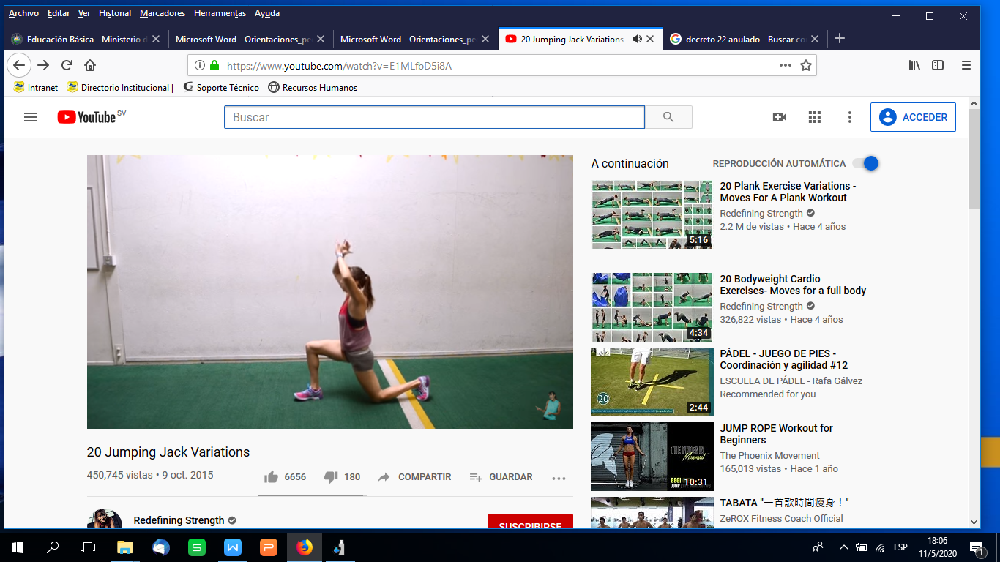 Archivo Editar Ver Historial Marcadores Herramientas Ayuda
Educación Básica - Ministerio d
Microsoft Word - Orientaciones_pe
Microsoft Word - Orientaciones_pe
20 Jumping Jack Variations -
decreto 22 anulado - Buscar co
https://www.youtube.com/watch?v=E1MLfbD5i8A
Intranet
Directorio Institucional |
Soporte Técnico
Recursos Humanos
YouTube SV
Buscar
ACCEDER
A continuación
REPRODUCCIÓN AUTOMÁTICA
20 Plank Exercise Variations -
Moves For A Plank Workout
Redefining Strength
2.2 M de vistas • Hace 4 años
5:16
20 Bodyweight Cardio
Exercises- Moves for a full body
Redefining Strength
326,822 vistas • Hace 4 años
4:34
PÁDEL - JUEGO DE PIES -
Coordinación y agilidad #12
ESCUELA DE PÁDEL - Rafa Gálvez
Recommended for you
20
2:44
JUMP ROPE Workout for
Beginners
The Phoenix Movement
165,013 vistas • Hace 1 año
THE PHOENIX
Movement
BEGI
JUMP
10:31
TABATA "一首歌時間瘦身！"
ZeROX Fitness Coach Official
20 Jumping Jack Variations
450,745 vistas • 9 oct. 2015
6656
180
COMPARTIR
GUARDAR
Redefining Strength
SUSCRIBIRSE
ESP
18:06
11/5/2020
1